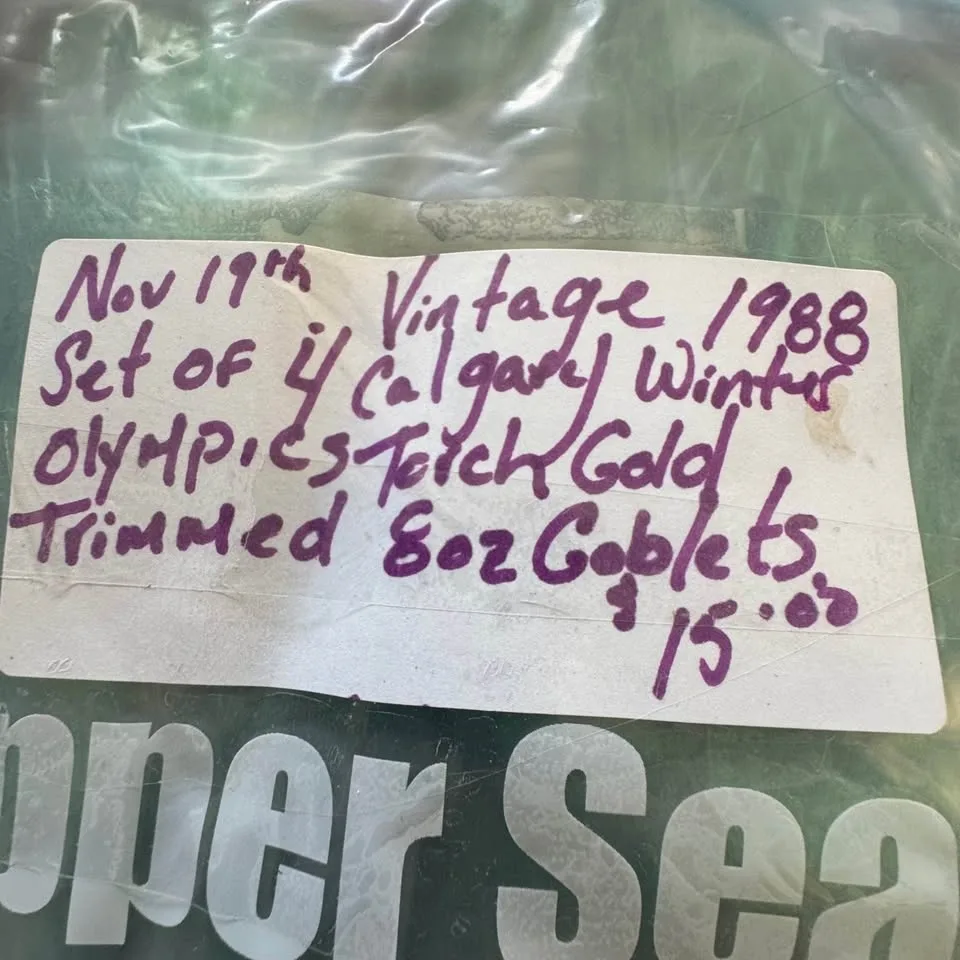 Nov 19th Vintage 1988
Set of 4 Calgary Winter
Olympics Torch Gold
Trimmed 8oz Goblets.
$15.00
pper Sea